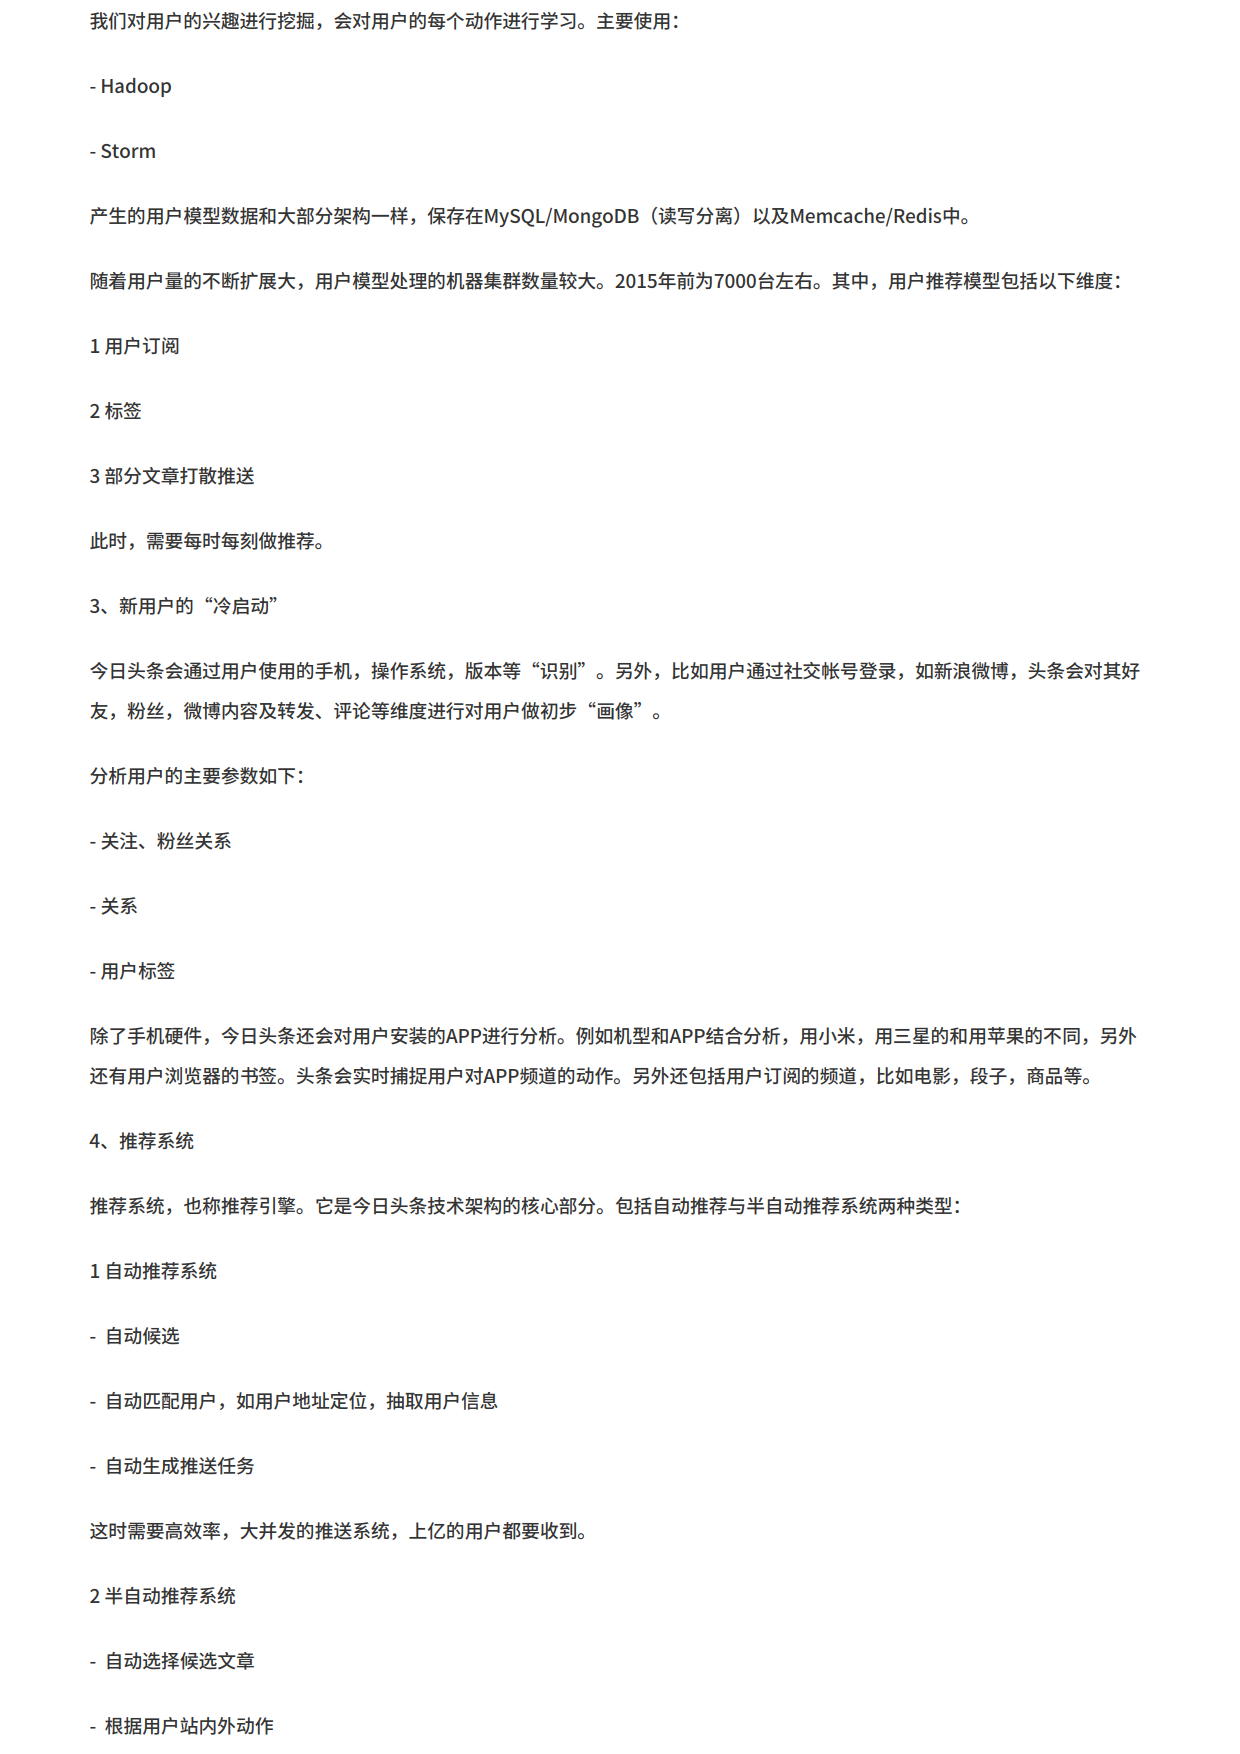 我们对用户的兴趣进行挖掘，会对用户的每个动作进行学习。主要使用：
- Hadoop
- Storm
产生的用户模型数据和大部分架构一样，保存在MySQL/MongoDB（读写分离）以及Memcache/Redis中。
随着用户量的不断扩展大，用户模型处理的机器集群数量较大。2015年前为7000台左右。其中，用户推荐模型包括以下维度：
1 用户订阅
2 标签
3 部分文章打散推送
此时，需要每时每刻做推荐。
3、新用户的“冷启动”
今日头条会通过用户使用的手机，操作系统，版本等“识别”。另外，比如用户通过社交帐号登录，如新浪微博，头条会对其好
友，粉丝，微博内容及转发、评论等维度进行对用户做初步“画像”。
分析用户的主要参数如下：
- 关注、粉丝关系
- 关系
- 用户标签
除了手机硬件，今日头条还会对用户安装的APP进行分析。例如机型和APP结合分析，用小米，用三星的和用苹果的不同，另外
还有用户浏览器的书签。头条会实时捕捉用户对APP频道的动作。另外还包括用户订阅的频道，比如电影，段子，商品等。
4、推荐系统
推荐系统，也称推荐引擎。它是今日头条技术架构的核心部分。包括自动推荐与半自动推荐系统两种类型：
1 自动推荐系统
- 自动候选
- 自动匹配用户，如用户地址定位，抽取用户信息
- 自动生成推送任务
这时需要高效率，大并发的推送系统，上亿的用户都要收到。
2 半自动推荐系统
- 自动选择候选文章
- 根据用户站内外动作